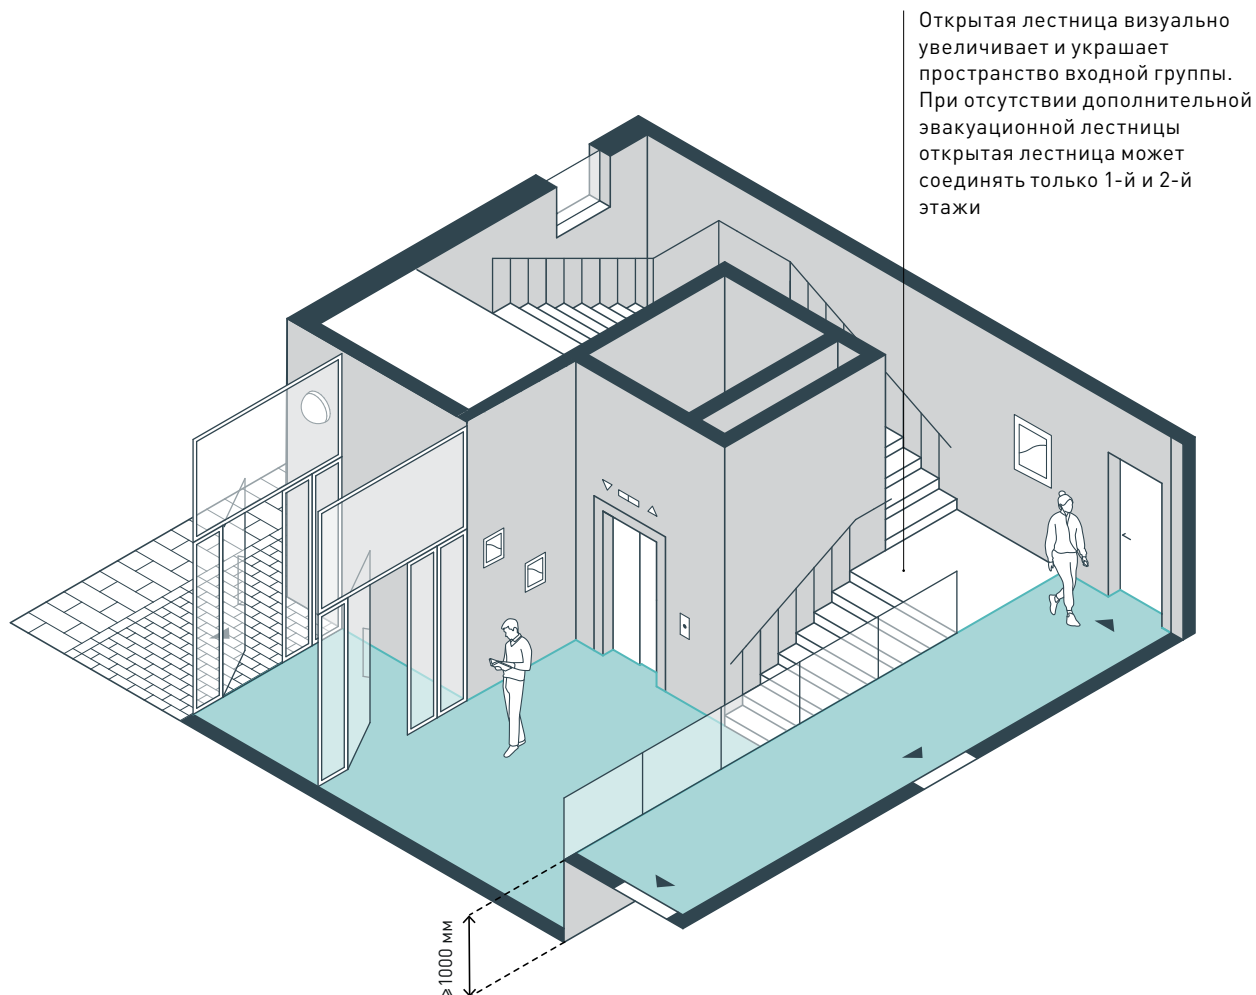 Открытая лестница визуально
увеличивает и украшает
пространство входной группы.
При отсутствии дополнительной
эвакуационной лестницы
открытая лестница может
соединять только 1-й и 2-й
этажи
⩾1000 мм